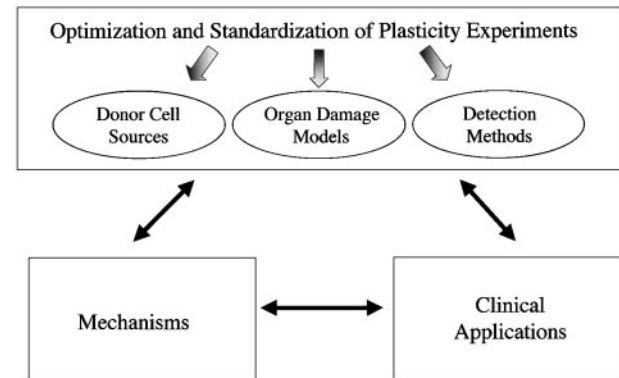 Optimization and Standardization of Plasticity Experiments
Donor Cell
Sources
Organ Damage
Models
Detection
Methods
Mechanisms
Clinical
Applications